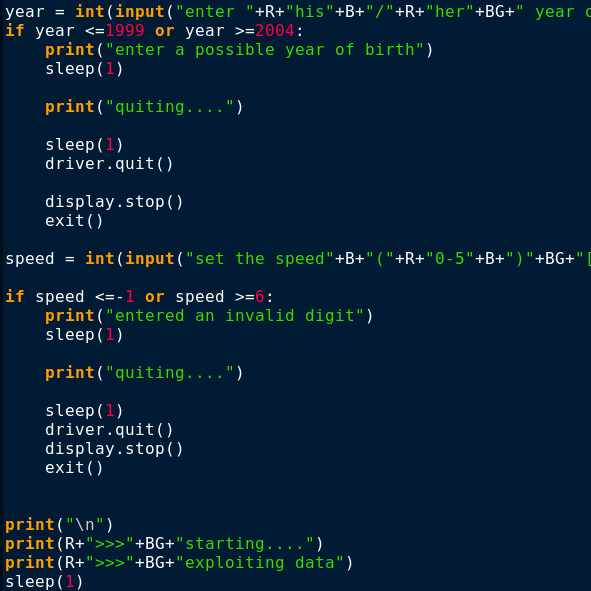 year = int(input("enter "+R+"his"+B+"/"+R+"her"+BG+" year
if year <=1999 or year >=2004:
    print("enter a possible year of birth")
    sleep(1)
    print("quiting....")
    sleep(1)
    driver.quit()
    display.stop()
    exit()
speed = int(input("set the speed"+B+"("+R+"0-5"+B+")"+BG+"[
if speed <=-1 or speed >=6:
    print("entered an invalid digit")
    sleep(1)
    print("quiting....")
    sleep(1)
    driver.quit()
    display.stop()
    exit()
print("\n")
print(R+">>>"+BG+"starting....")
print(R+">>>"+BG+"exploiting data")
sleep(1)